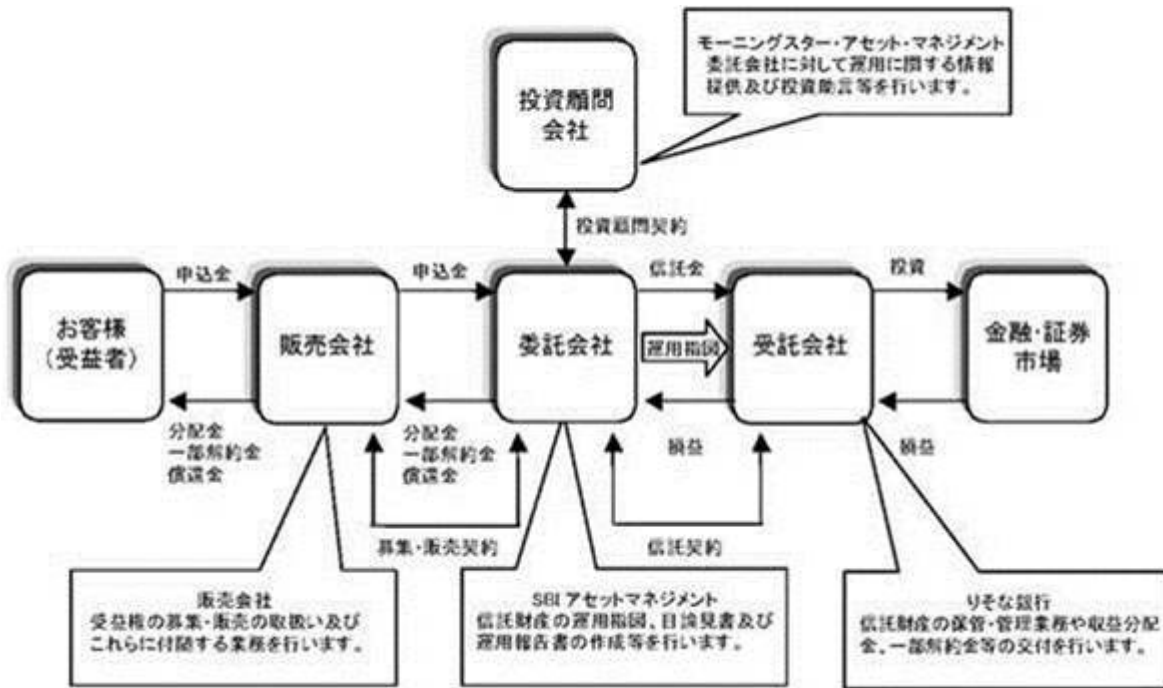 モーニングスター・アセット・マネジメント
委託会社に対して運用に関する情報
提供及び投資助言等を行います。
投資顧問
会社
投資顧問契約
申込金
申込金
信託金
投資
お客様
（受益者）
販売会社
委託会社
運用指図
受託会社
金融・証券
市場
分配金
一部解約金
償還金
分配金
一部解約金
償還金
損益
損益
募集・販売契約
信託契約
販売会社
受益権の募集・販売の取扱い及び
これらに付随する業務を行います。
SBIアセットマネジメント
信託財産の運用指図、目論見書及び
運用報告書の作成等を行います。
りそな銀行
信託財産の保管・管理業務や収益分配
金、一部解約金等の交付を行います。